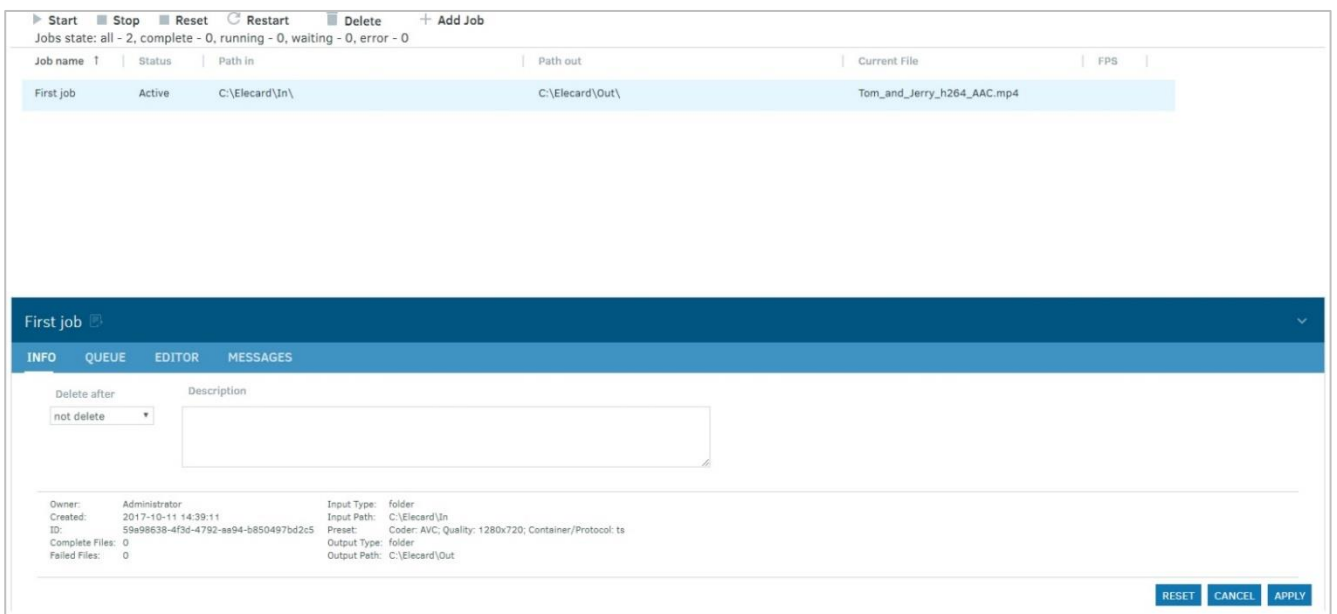 Start Stop Reset Restart Delete Add Job
Jobs state: all - 2, complete - 0, running - 0, waiting - 0, error - 0
Job name ↑ Status Path in Path out Current File FPS
First job Active C:\Elecard\In\ C:\Elecard\Out\ Tom_and_Jerry_h264_AAC.mp4
First job
INFO QUEUE EDITOR MESSAGES
Delete after Description
not delete
Owner: Administrator Input Type: folder
Created: 2017-10-11 14:39:11 Input Path: C:\Elecard\In
ID: 59a98638-4f3d-4792-aa94-b850497bd2c5 Preset: Coder: AVC; Quality: 1280x720; Container/Protocol: ts
Complete Files: 0 Output Type: folder
Failed Files: 0 Output Path: C:\Elecard\Out
RESET CANCEL APPLY